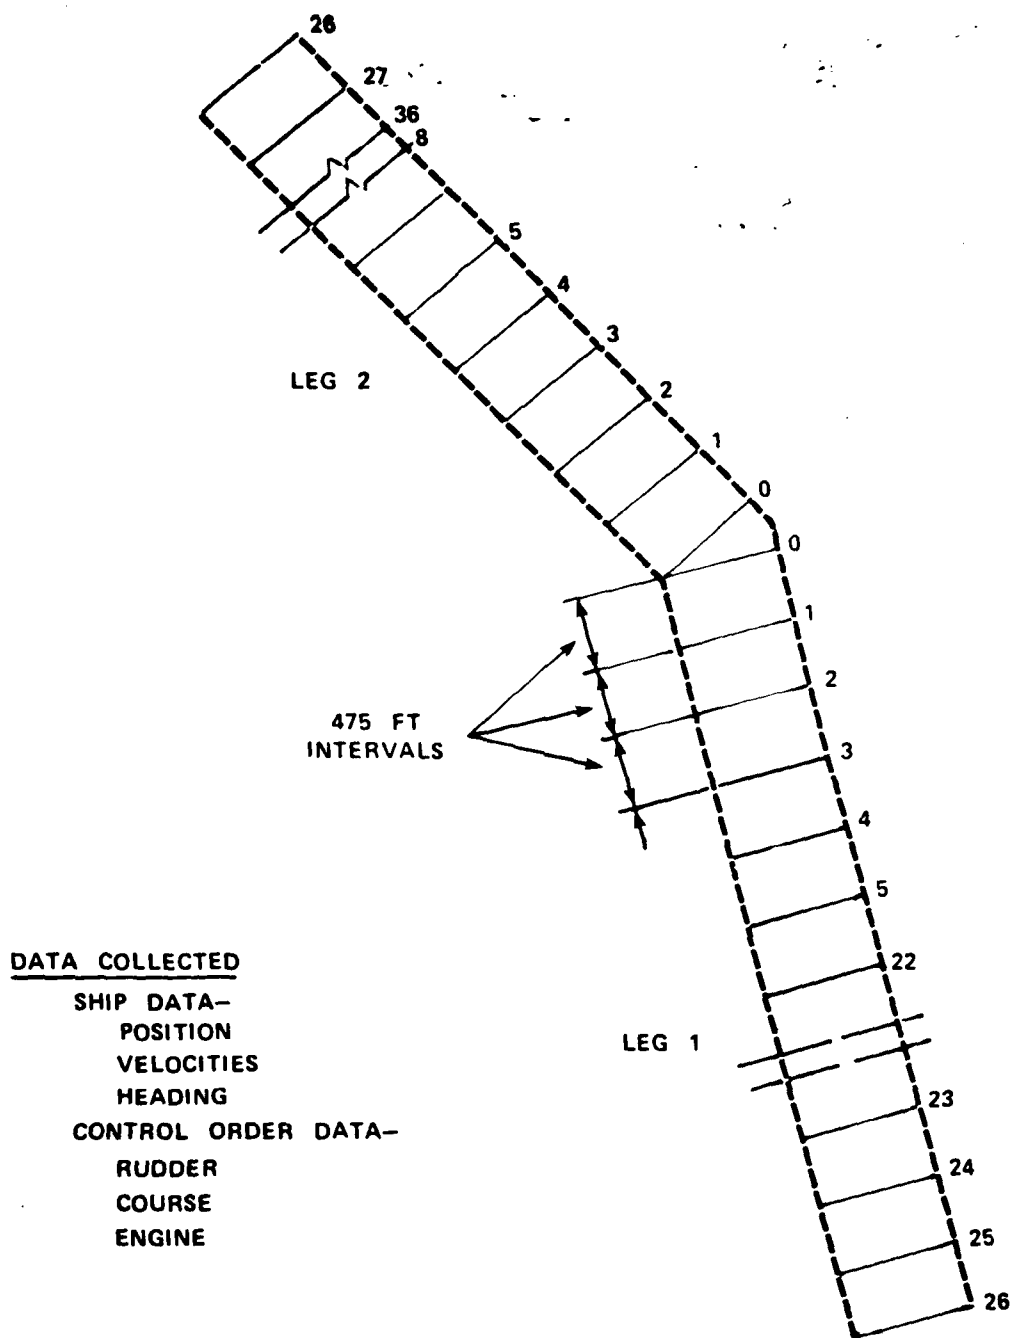 28
27
36
8
5
4
3
2
1
0
LEG 2
0
1
2
3
4
5
22
23
24
25
26
475 FT
INTERVALS
LEG 1
DATA COLLECTED
SHIP DATA–
POSITION
VELOCITIES
HEADING
CONTROL ORDER DATA–
RUDDER
COURSE
ENGINE